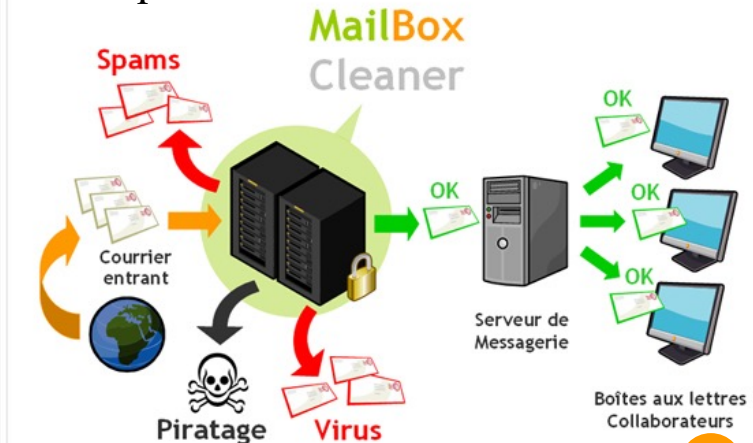 MailBox
Cleaner
Spams
OK
OK
OK
OK
Courrier
entrant
Serveur de
Messagerie
Piratage
Virus
Boîtes aux lettres
Collaborateurs